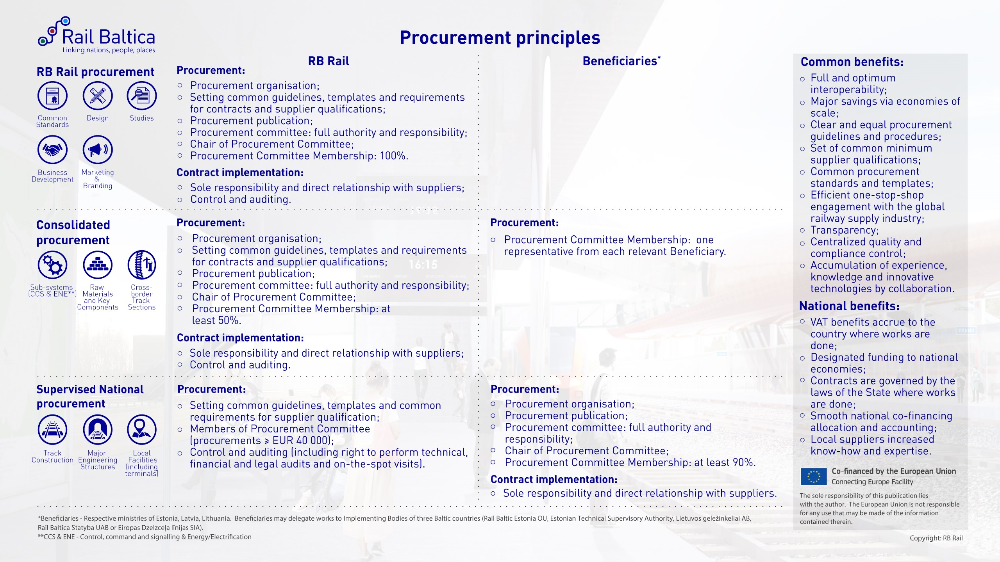 Rail Baltica
Linking nations, people, places
Procurement principles
RB Rail
Beneficiaries*
RB Rail procurement
Common
Standards
Design
Studies
Business
Development
Marketing
&
Branding
Procurement:
○ Procurement organisation;
○ Setting common guidelines, templates and requirements
for contracts and supplier qualifications;
○ Procurement publication;
○ Procurement committee: full authority and responsibility;
○ Chair of Procurement Committee;
○ Procurement Committee Membership: 100%.
Contract implementation:
○ Sole responsibility and direct relationship with suppliers;
○ Control and auditing.
Consolidated
procurement
Sub-systems
(CCS & ENE**)
Raw
Materials
and Key
Components
Cross-
border
Track
Sections
Procurement:
○ Procurement organisation;
○ Setting common guidelines, templates and requirements
for contracts and supplier qualifications;
○ Procurement publication;
○ Procurement committee: full authority and responsibility;
○ Chair of Procurement Committee;
○ Procurement Committee Membership: at
least 50%.
Contract implementation:
○ Sole responsibility and direct relationship with suppliers;
○ Control and auditing.
Procurement:
○ Procurement Committee Membership: one
representative from each relevant Beneficiary.
16:15
Supervised National
procurement
Track
Construction
Major
Engineering
Structures
Local
Facilities
(including
terminals)
Procurement:
○ Setting common guidelines, templates and common
requirements for supplier qualification;
○ Members of Procurement Committee
(procurements ⩾ EUR 40 000);
○ Control and auditing (including right to perform technical,
financial and legal audits and on-the-spot visits).
Procurement:
○ Procurement organisation;
○ Procurement publication;
○ Procurement committee: full authority and
responsibility;
○ Chair of Procurement Committee;
○ Procurement Committee Membership: at least 90%.
Contract implementation:
○ Sole responsibility and direct relationship with suppliers.
Common benefits:
○ Full and optimum
interoperability;
○ Major savings via economies of
scale;
○ Clear and equal procurement
guidelines and procedures;
○ Set of common minimum
supplier qualifications;
○ Common procurement
standards and templates;
○ Efficient one-stop-shop
engagement with the global
railway supply industry;
○ Transparency;
○ Centralized quality and
compliance control;
○ Accumulation of experience,
knowledge and innovative
technologies by collaboration.
National benefits:
○ VAT benefits accrue to the
country where works are
done;
○ Designated funding to national
economies;
○ Contracts are governed by the
laws of the State where works
are done;
○ Smooth national co-financing
allocation and accounting;
○ Local suppliers increased
know-how and expertise.
PÄRNU
Co-financed by the European Union
Connecting Europe Facility
The sole responsibility of this publication lies
with the author. The European Union is not responsible
for any use that may be made of the information
contained therein.
*Beneficiaries - Respective ministries of Estonia, Latvia, Lithuania. Beneficiaries may delegate works to Implementing Bodies of three Baltic countries (Rail Baltic Estonia OU, Estonian Technical Supervisory Authority, Lietuvos geležinkeliai AB,
Rail Baltica Statyba UAB or Eiropas Dzelzceļa līnijas SIA).
**CCS & ENE - Control, command and signalling & Energy/Electrification
Copyright: RB Rail